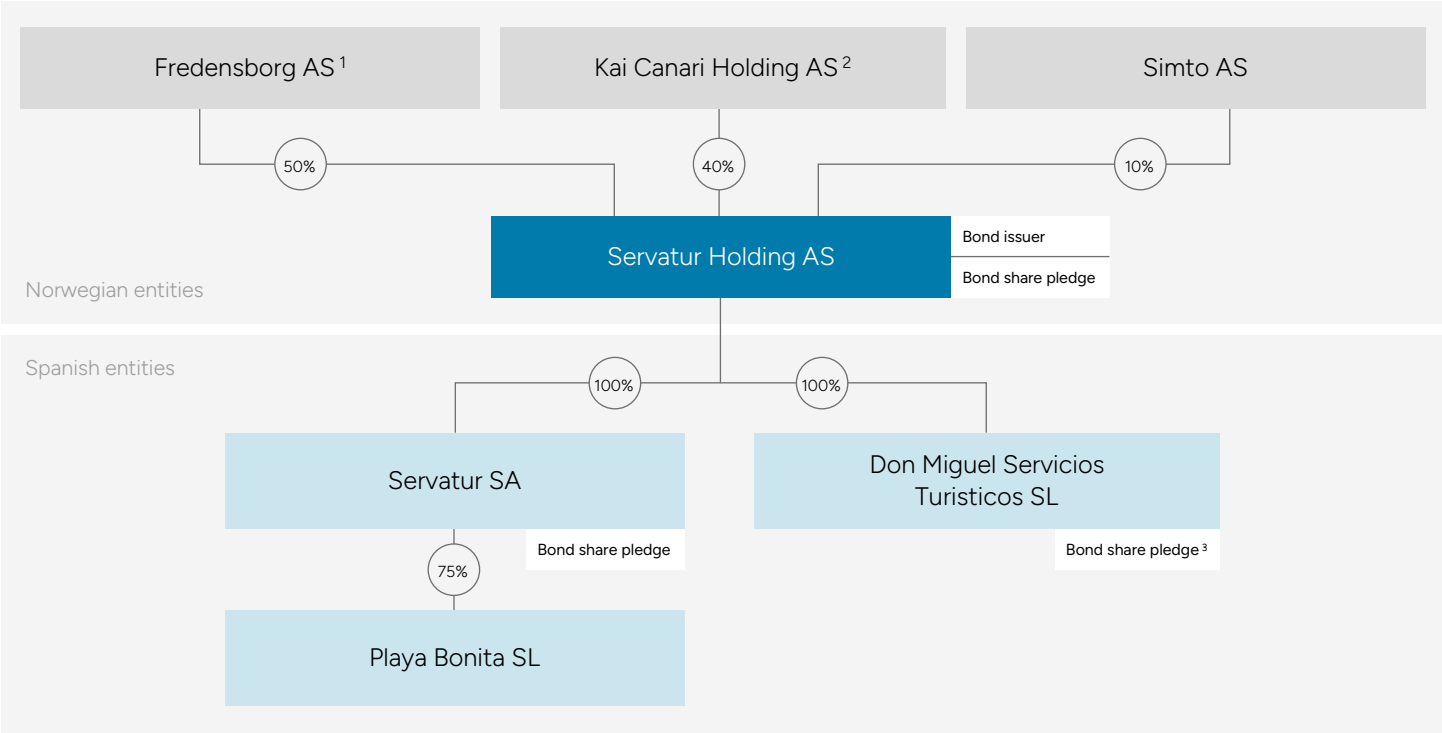 Fredensborg AS 1
Kai Canari Holding AS 2
Simto AS
50%
40%
10%
Servatur Holding AS
Bond issuer
Bond share pledge
Norwegian entities
Spanish entities
100%
100%
Servatur SA
Don Miguel Servicios
Turisticos SL
Bond share pledge
Bond share pledge 3
75%
Playa Bonita SL